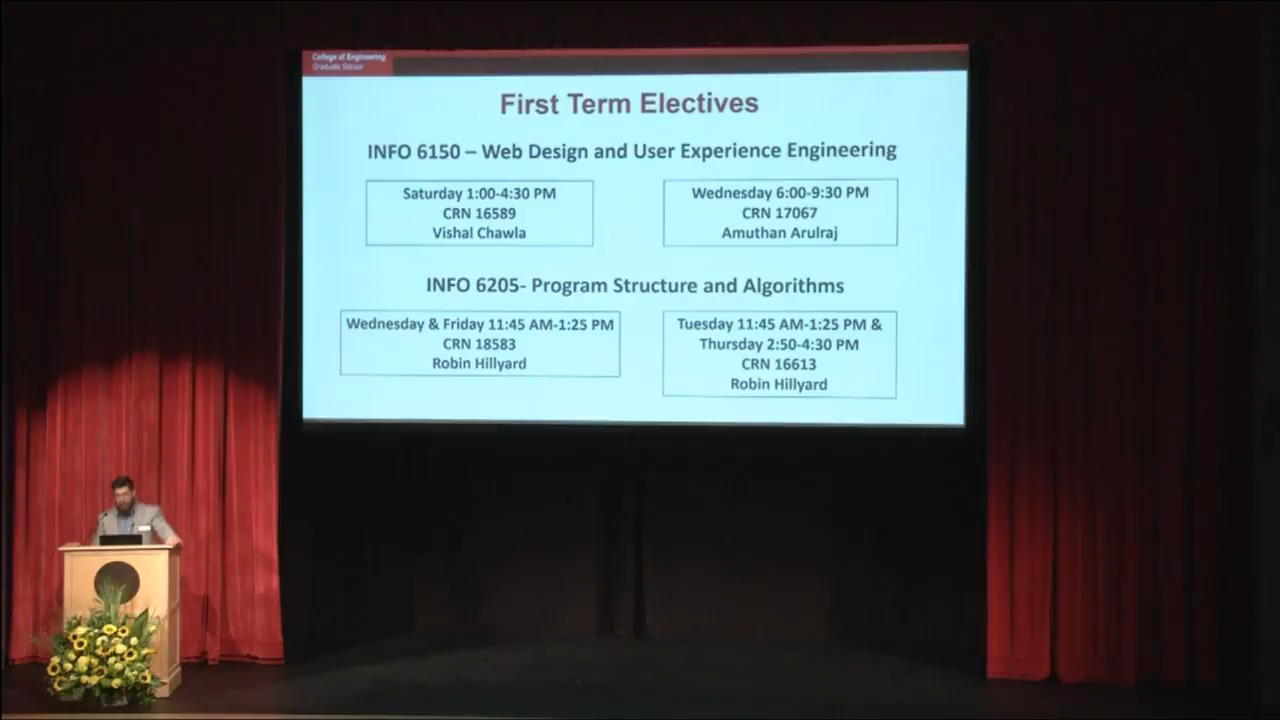 College of Engineering
Graduate School
First Term Electives
INFO 6150 – Web Design and User Experience Engineering
Saturday 1:00-4:30 PM
CRN 16589
Vishal Chawla
Wednesday 6:00-9:30 PM
CRN 17067
Amuthan Arulraj
INFO 6205- Program Structure and Algorithms
Wednesday & Friday 11:45 AM-1:25 PM
CRN 18583
Robin Hillyard
Tuesday 11:45 AM-1:25 PM &
Thursday 2:50-4:30 PM
CRN 16613
Robin Hillyard